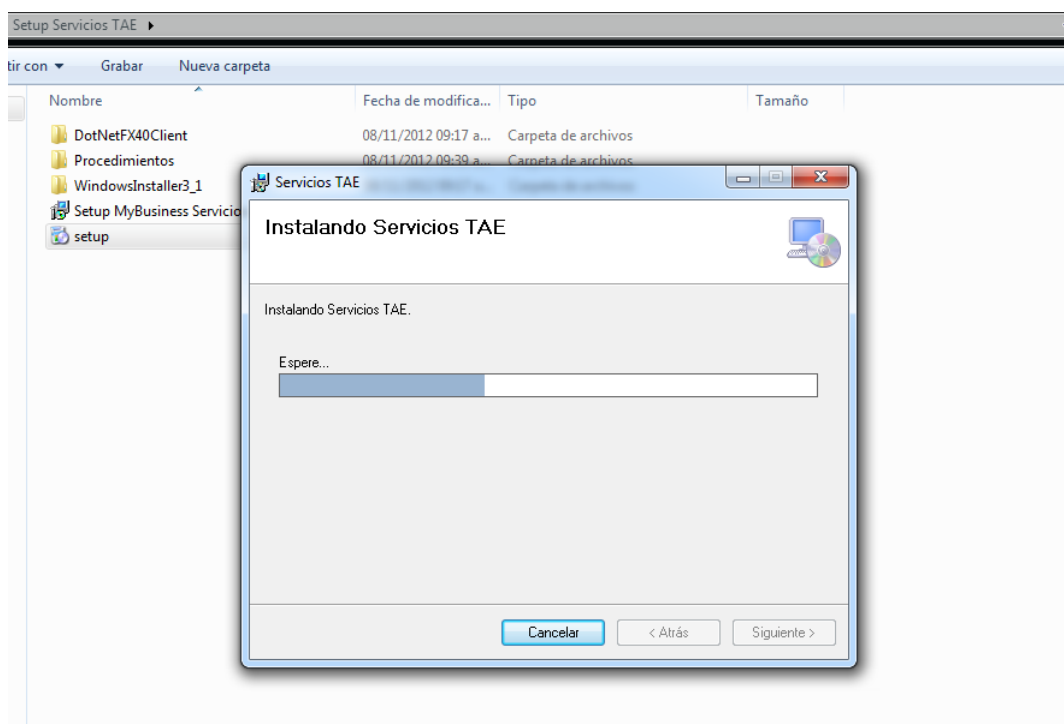 Setup Servicios TAE
tir con Grabar Nueva carpeta
Nombre Fecha de modifica... Tipo Tamaño
DotNetFX40Client 08/11/2012 09:17 a... Carpeta de archivos
Procedimientos 08/11/2012 09:39 a... Carpeta de archivos
WindowsInstaller3_1
Setup MyBusiness Servicio
setup
Servicios TAE
Instalando Servicios TAE
Instalando Servicios TAE.
Espere...
Cancelar < Atrás Siguiente >